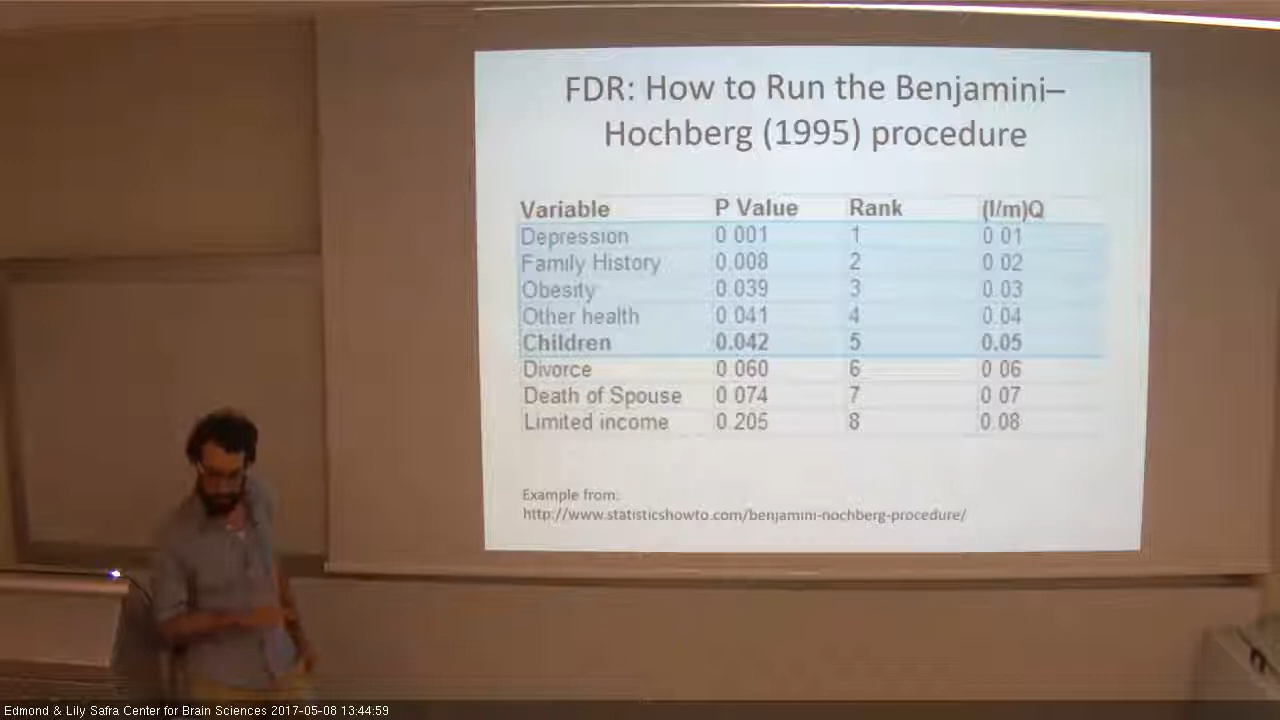 FDR: How to Run the Benjamini–
Hochberg (1995) procedure
Variable P Value Rank (I/m)Q
Depression 0 001 1 0 01
Family History 0.008 2 0 02
Obesity 0.039 3 0.03
Other health 0 041 4 0 04
Children 0.042 5 0.05
Divorce 0 060 6 0 06
Death of Spouse 0 074 7 0 07
Limited income 0 205 8 0.08
Example from:
http://www.statisticshowto.com/benjamini-hochberg-procedure/
Edmond & Lily Safra Center for Brain Sciences 2017-05-08 13:44:59